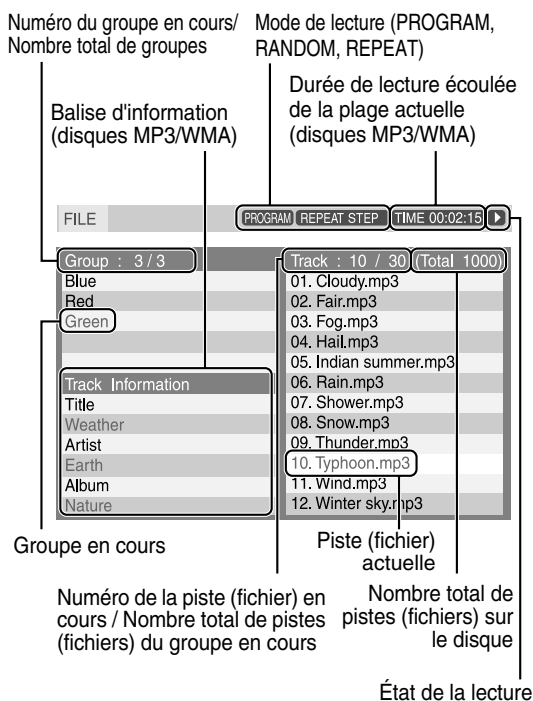 Numéro du groupe en cours/
Nombre total de groupes
Mode de lecture (PROGRAM,
RANDOM, REPEAT)
Durée de lecture écoulée
de la plage actuelle
(disques MP3/WMA)
Balise d'information
(disques MP3/WMA)
FILE
PROGRAM REPEAT STEP TIME 00:02:15
Group : 3 / 3
Blue
Red
Green
Track Information
Title
Weather
Artist
Earth
Album
Nature
Track : 10 / 30 (Total 1000)
01. Cloudy.mp3
02. Fair.mp3
03. Fog.mp3
04. Hail.mp3
05. Indian summer.mp3
06. Rain.mp3
07. Shower.mp3
08. Snow.mp3
09. Thunder.mp3
10. Typhoon.mp3
11. Wind.mp3
12. Winter sky.mp3
Groupe en cours
Piste (fichier)
actuelle
Numéro de la piste (fichier) en
cours / Nombre total de pistes
(fichiers) du groupe en cours
Nombre total de
pistes (fichiers) sur
le disque
État de la lecture